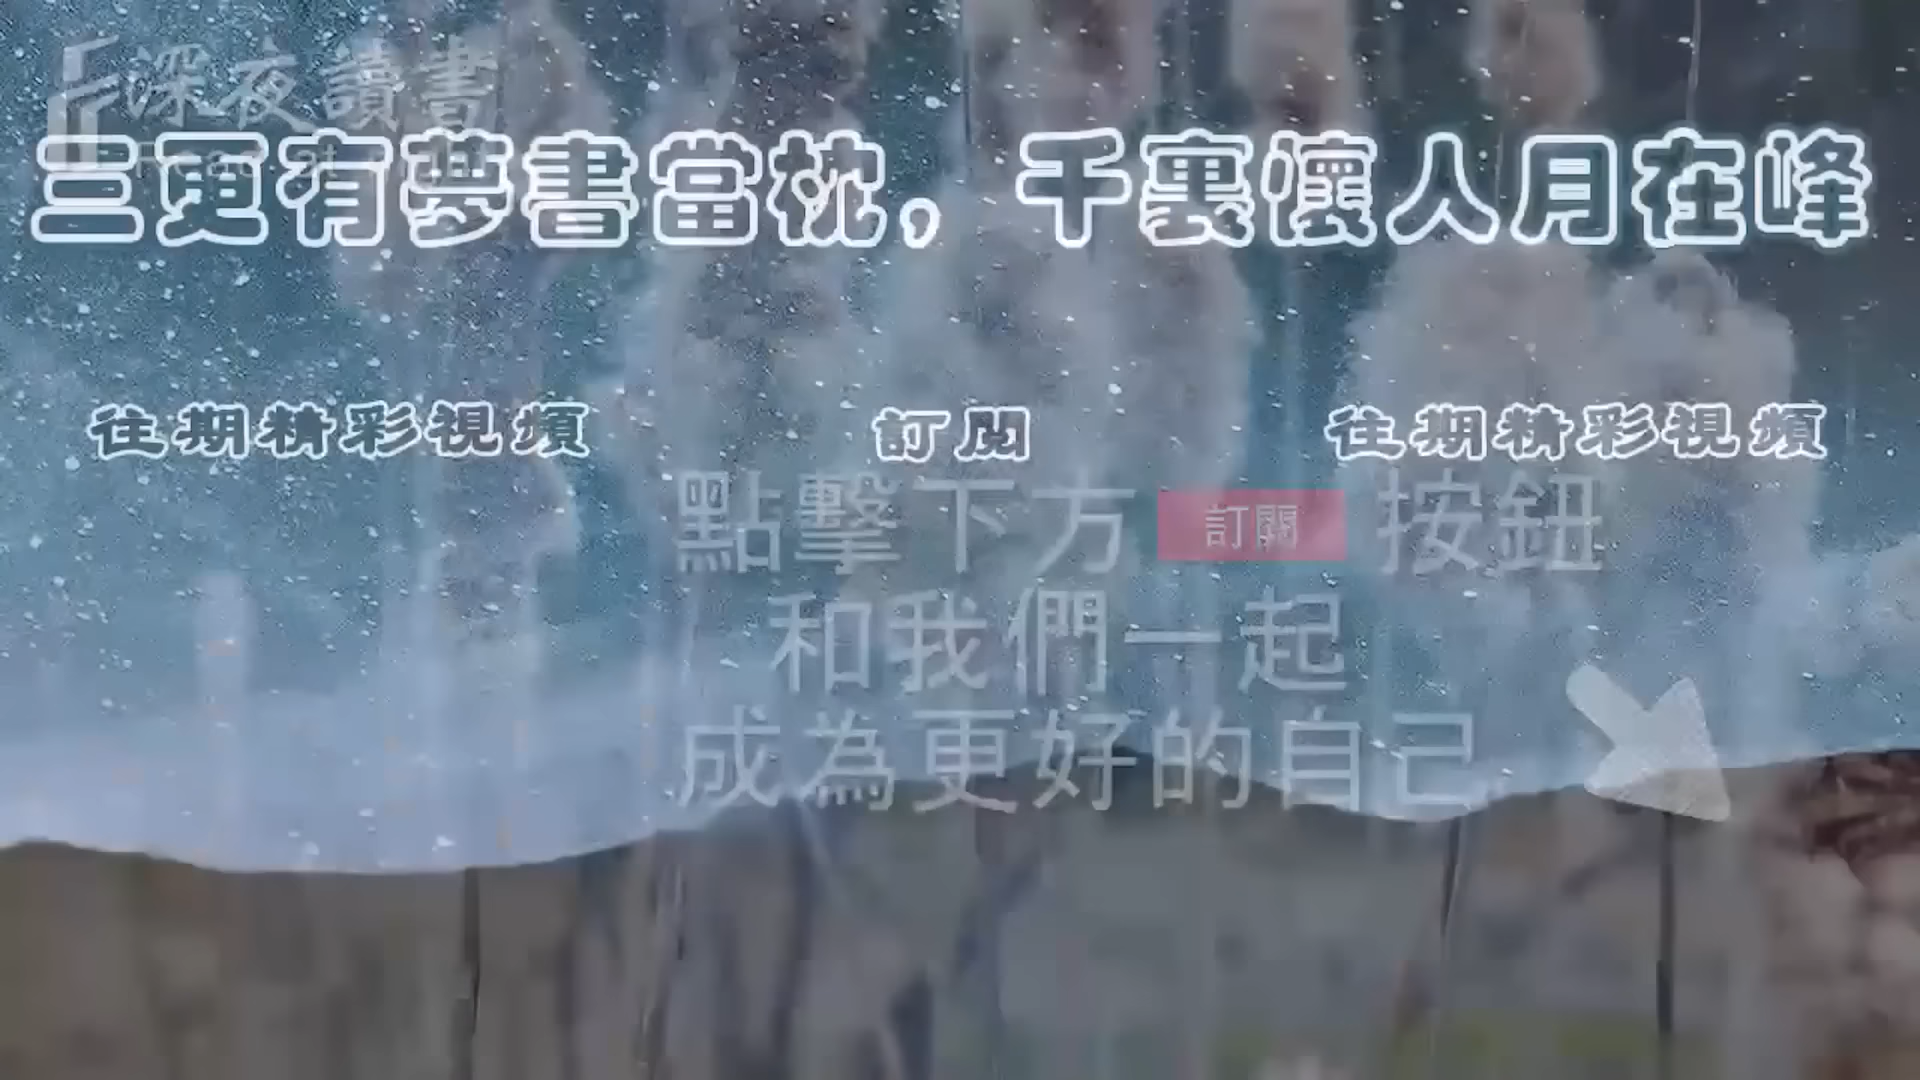 深夜讀書
三更有夢書當枕，千裏懷人月在峰
往期精彩視頻 訂閱 往期精彩視頻
點擊下方 訂閱 按鈕
和我們一起
成為更好的自己